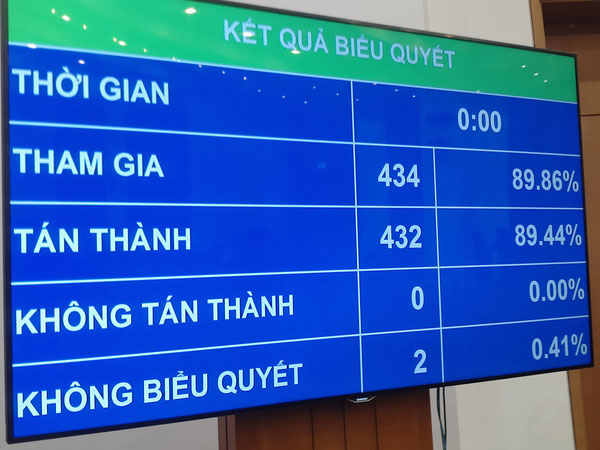 KẾT QUẢ BIỂU QUYẾT
THỜI GIAN 0:00
THAM GIA 434 89.86%
TÁN THÀNH 432 89.44%
KHÔNG TÁN THÀNH 0 0.00%
KHÔNG BIỂU QUYẾT 2 0.41%